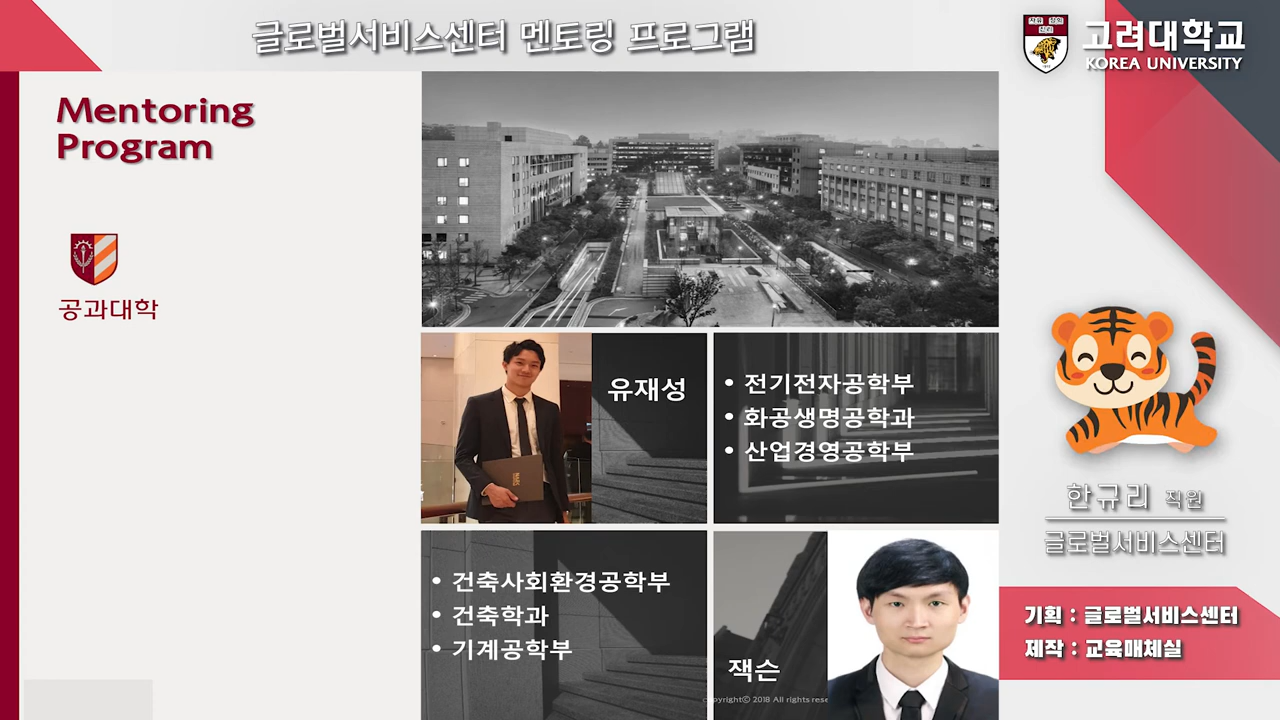 글로벌서비스센터 멘토링 프로그램
고려대학교
KOREA UNIVERSITY
Mentoring
Program
공과대학
유재성
• 전기전자공학부
• 화공생명공학과
• 산업경영공학부
• 건축사회환경공학부
• 건축학과
• 기계공학부
잭슨
pyright© 2018 All rights rese
한규리 직원
글로벌서비스센터
기획 : 글로벌서비스센터
제작 : 교육매체실